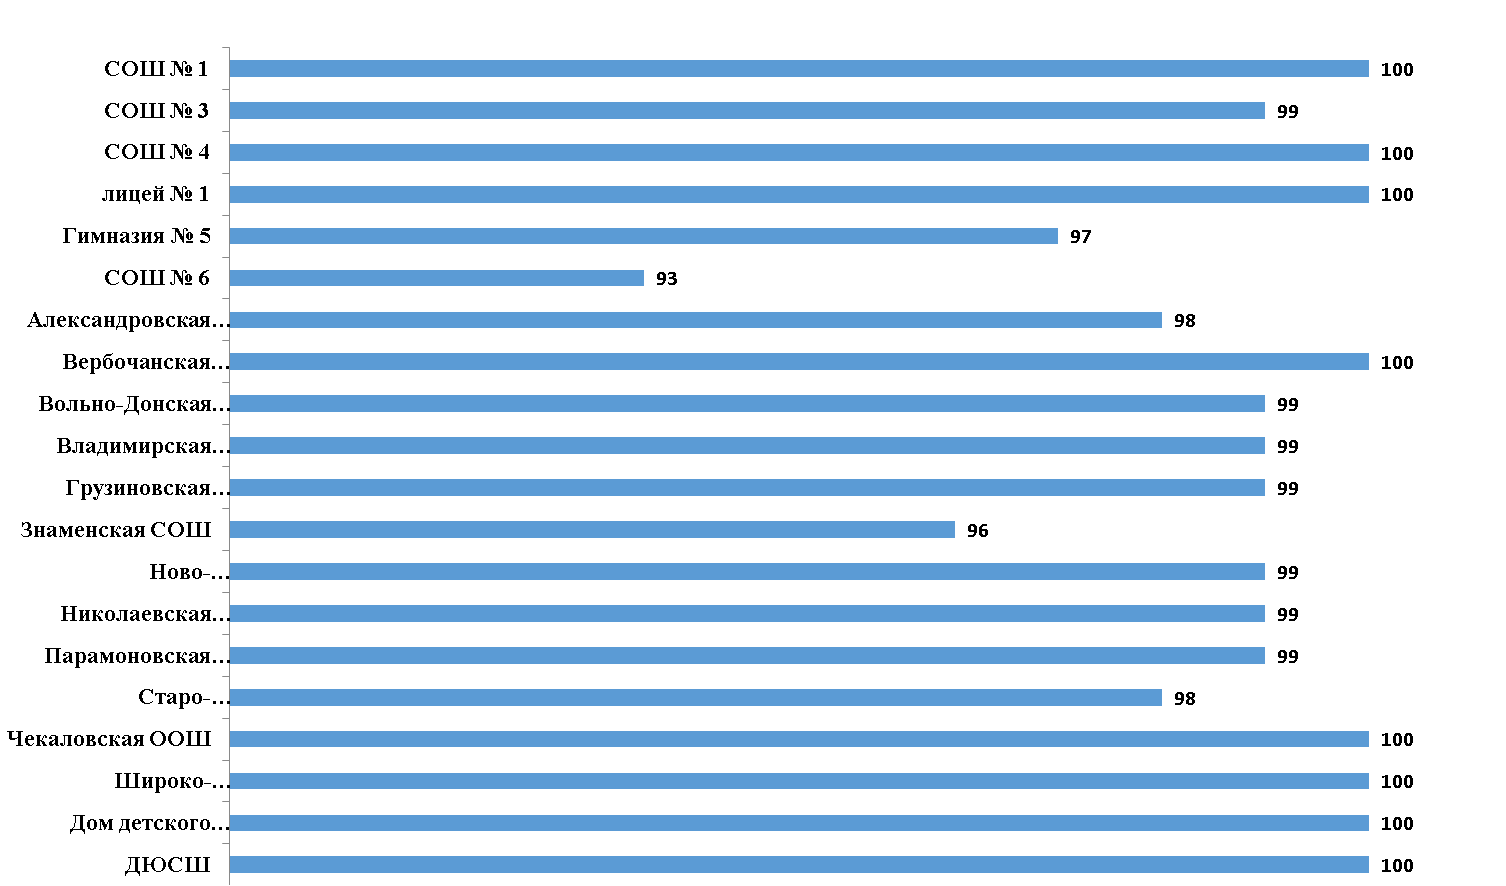 СОШ № 1 100
СОШ № 3 99
СОШ № 4 100
лицей № 1 100
Гимназия № 5 97
СОШ № 6 93
Александровская… 98
Вербочанская… 100
Вольно-Донская… 99
Владимирская… 99
Грузиновская… 99
Знаменская СОШ 96
Ново-… 99
Николаевская… 99
Парамоновская… 99
Старо-… 98
Чекаловская ООШ 100
Широко-… 100
Дом детского… 100
ДЮСШ 100